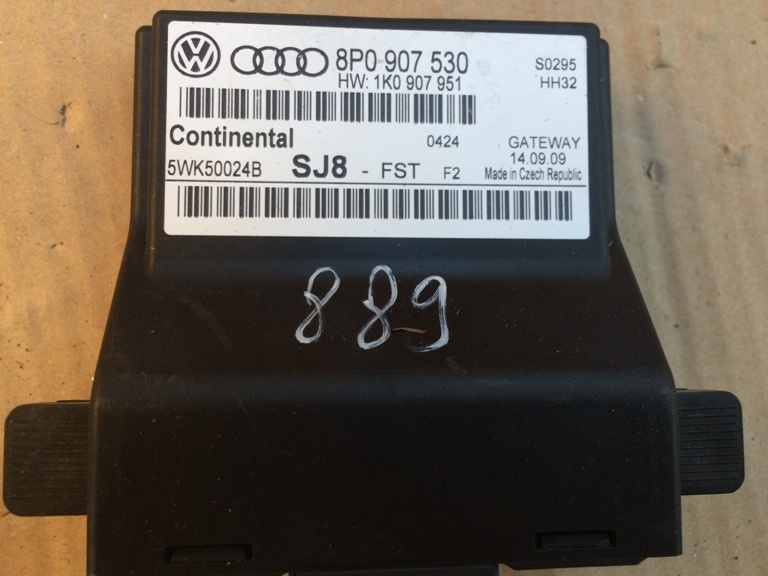 8P0 907 530
HW: 1K0 907 951
S0295
HH32
Continental 0424 GATEWAY
14.09.09
5WK50024B SJ8 - FST F2 Made in Czech Republic
889